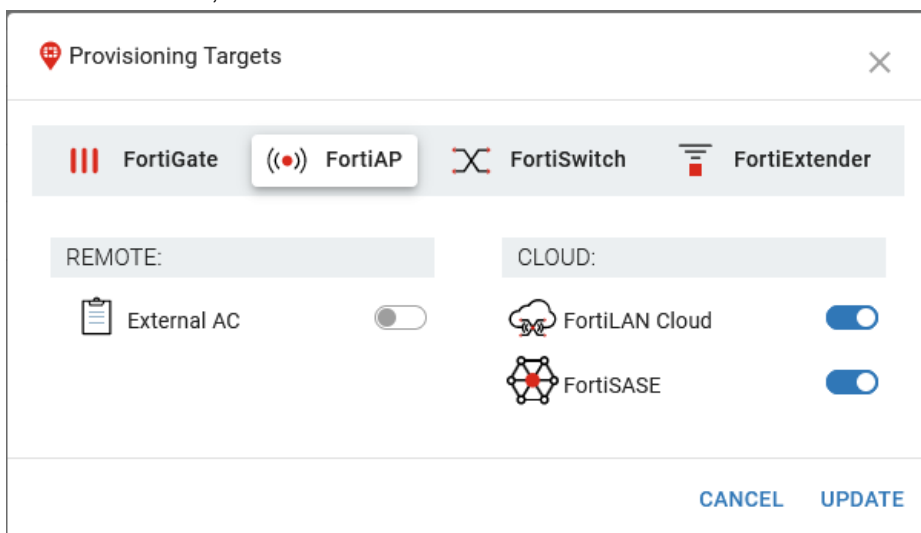 Provisioning Targets
FortiGate
FortiAP
FortiSwitch
FortiExtender
REMOTE:
External AC
CLOUD:
FortiLAN Cloud
FortiSASE
CANCEL
UPDATE